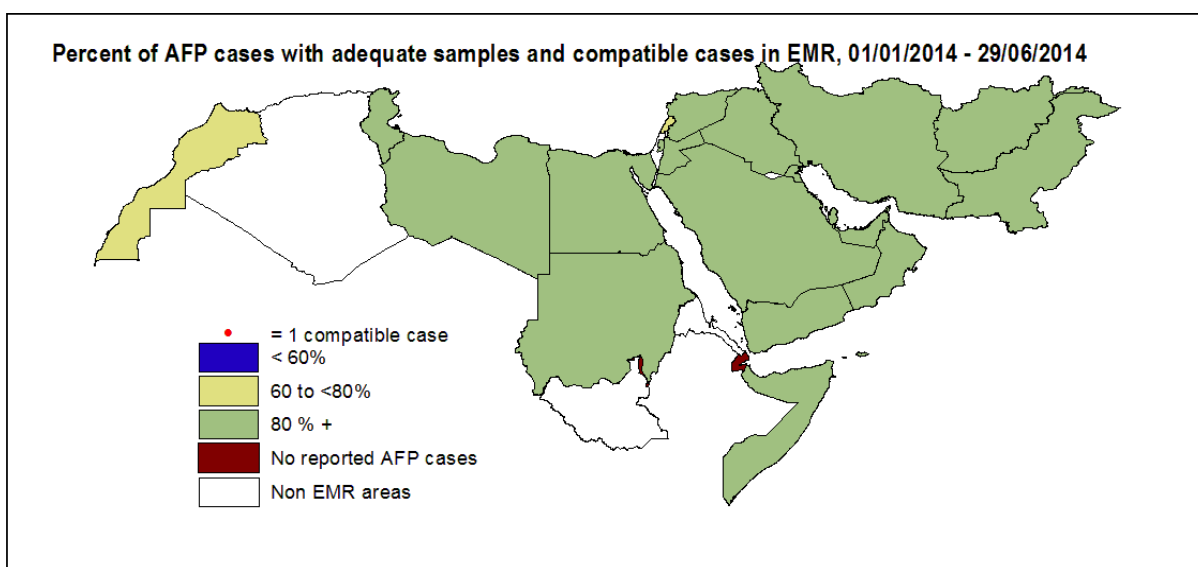 Percent of AFP cases with adequate samples and compatible cases in EMR, 01/01/2014 - 29/06/2014
= 1 compatible case
< 60%
60 to <80%
80 % +
No reported AFP cases
Non EMR areas